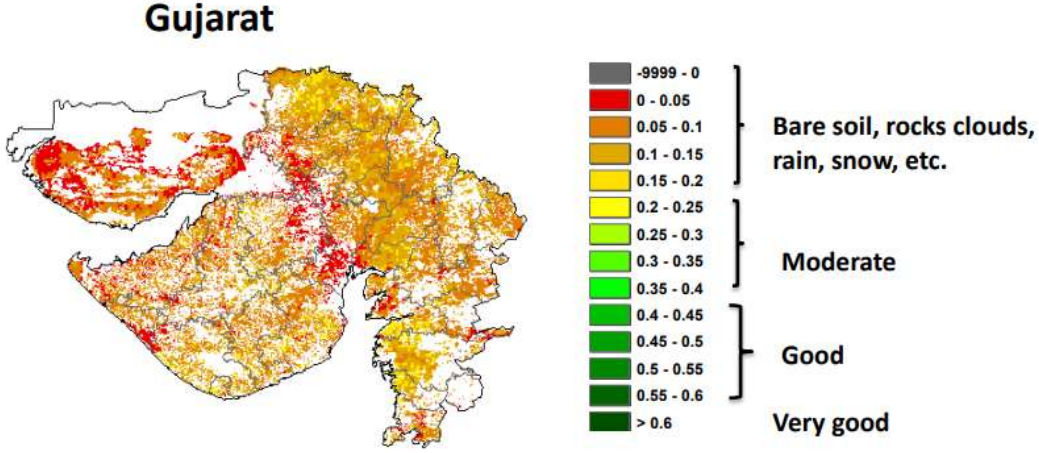 Gujarat
-9999 - 0
0 - 0.05
0.05 - 0.1
0.1 - 0.15
0.15 - 0.2
0.2 - 0.25
0.25 - 0.3
0.3 - 0.35
0.35 - 0.4
0.4 - 0.45
0.45 - 0.5
0.5 - 0.55
0.55 - 0.6
> 0.6
Bare soil, rocks clouds,
rain, snow, etc.
Moderate
Good
Very good